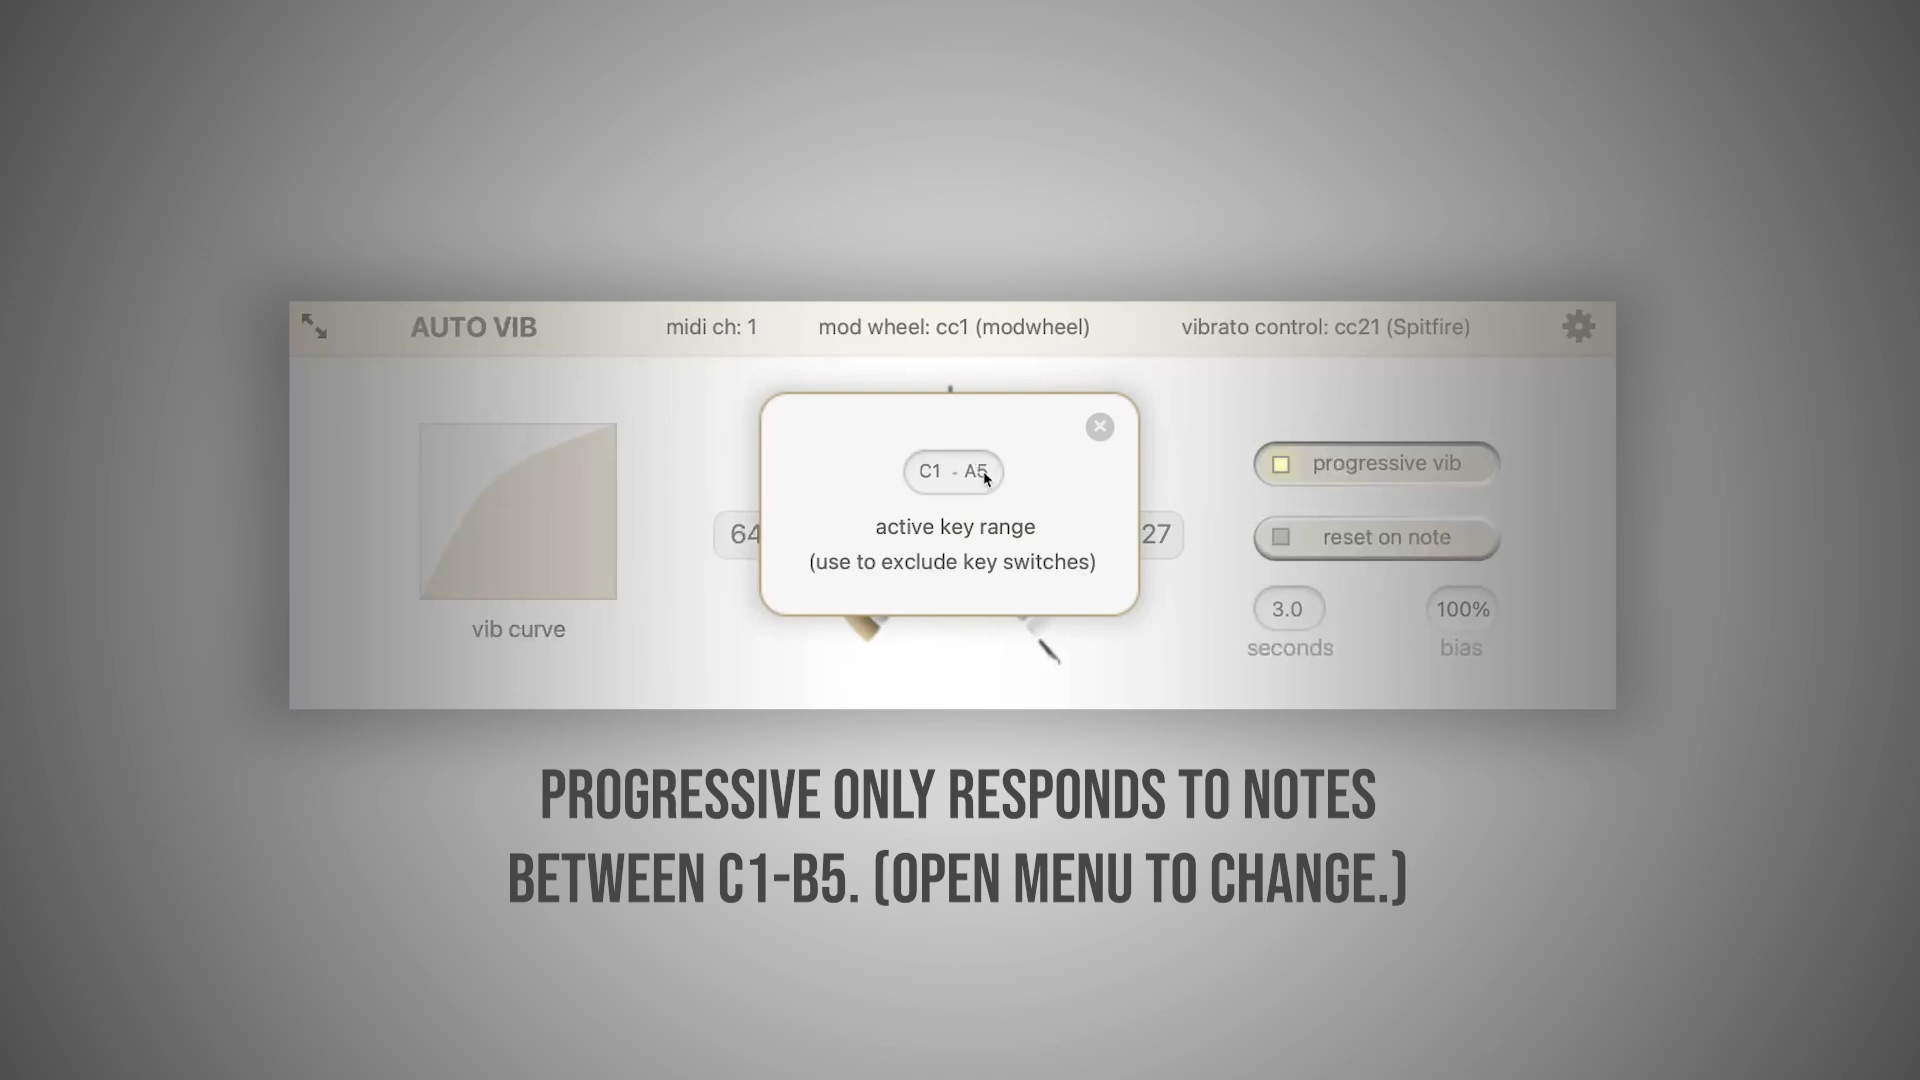 AUTO VIB
midi ch: 1
mod wheel: cc1 (modwheel)
vibrato control: cc21 (Spitfire)
C1 - A5
active key range
(use to exclude key switches)
64
27
vib curve
progressive vib
reset on note
3.0
100%
seconds
bias
PROGRESSIVE ONLY RESPONDS TO NOTES
BETWEEN C1-B5. (OPEN MENU TO CHANGE.)